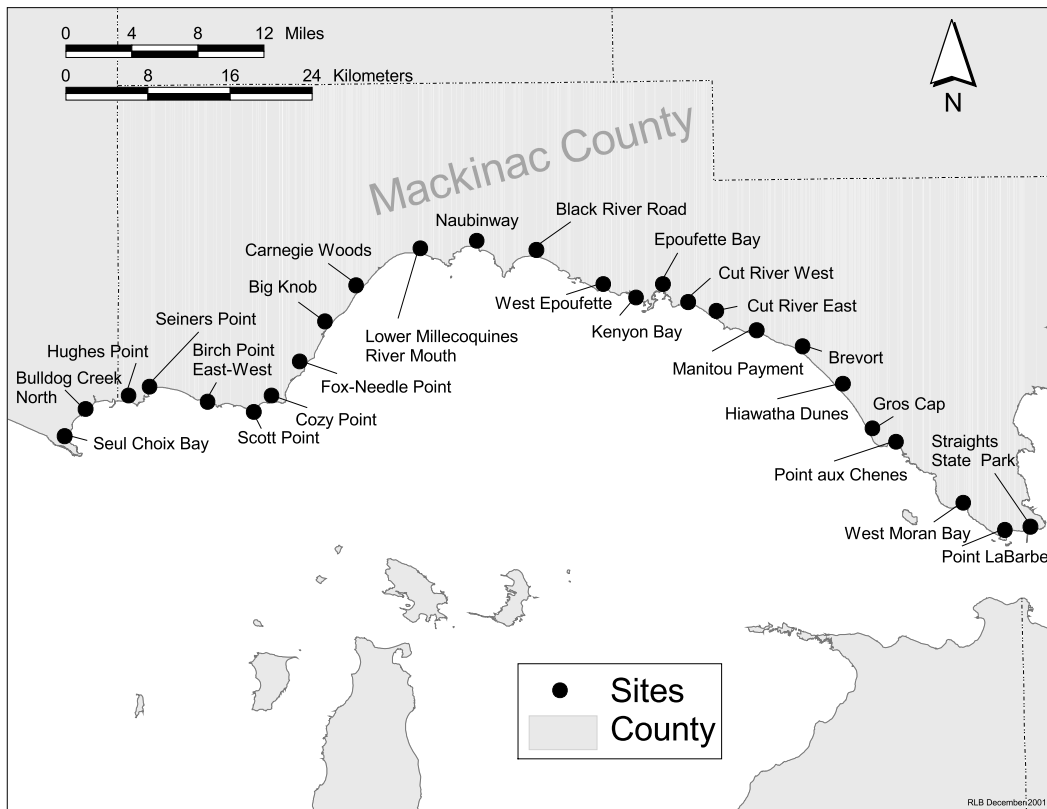 0 4 8 12 Miles
0 8 16 24 Kilometers
N
Mackinac County
Naubinway
Black River Road
Epoufette Bay
Carnegie Woods
Cut River West
Big Knob
West Epoufette
Cut River East
Seiners Point
Kenyon Bay
Lower Millecoquines
River Mouth
Hughes Point
Birch Point
East-West
Manitou Payment
Brevort
Bulldog Creek
North
Fox-Needle Point
Hiawatha Dunes
Cozy Point
Gros Cap
Seul Choix Bay
Scott Point
Straights
State Park
Point aux Chenes
West Moran Bay
Point LaBarbe
Sites
County
RLB December 2001